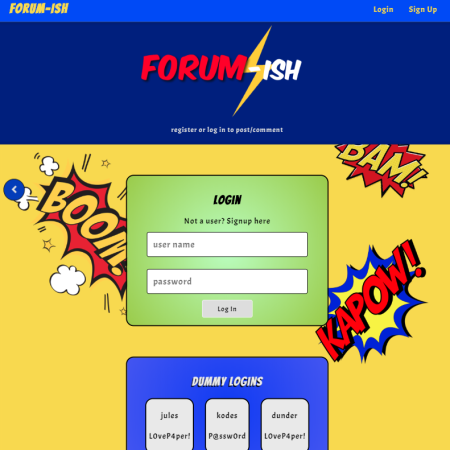 FORUM-ISH
Login Sign Up
FORUM-ISH
register or log in to post/comment
BAM!
BOOM!
LOGIN
Not a user? Signup here
user name
password
Log In
KAPOW!
DUMMY LOGINS
jules kodes dunder
L0veP4per! P@ssw0rd L0veP4per!